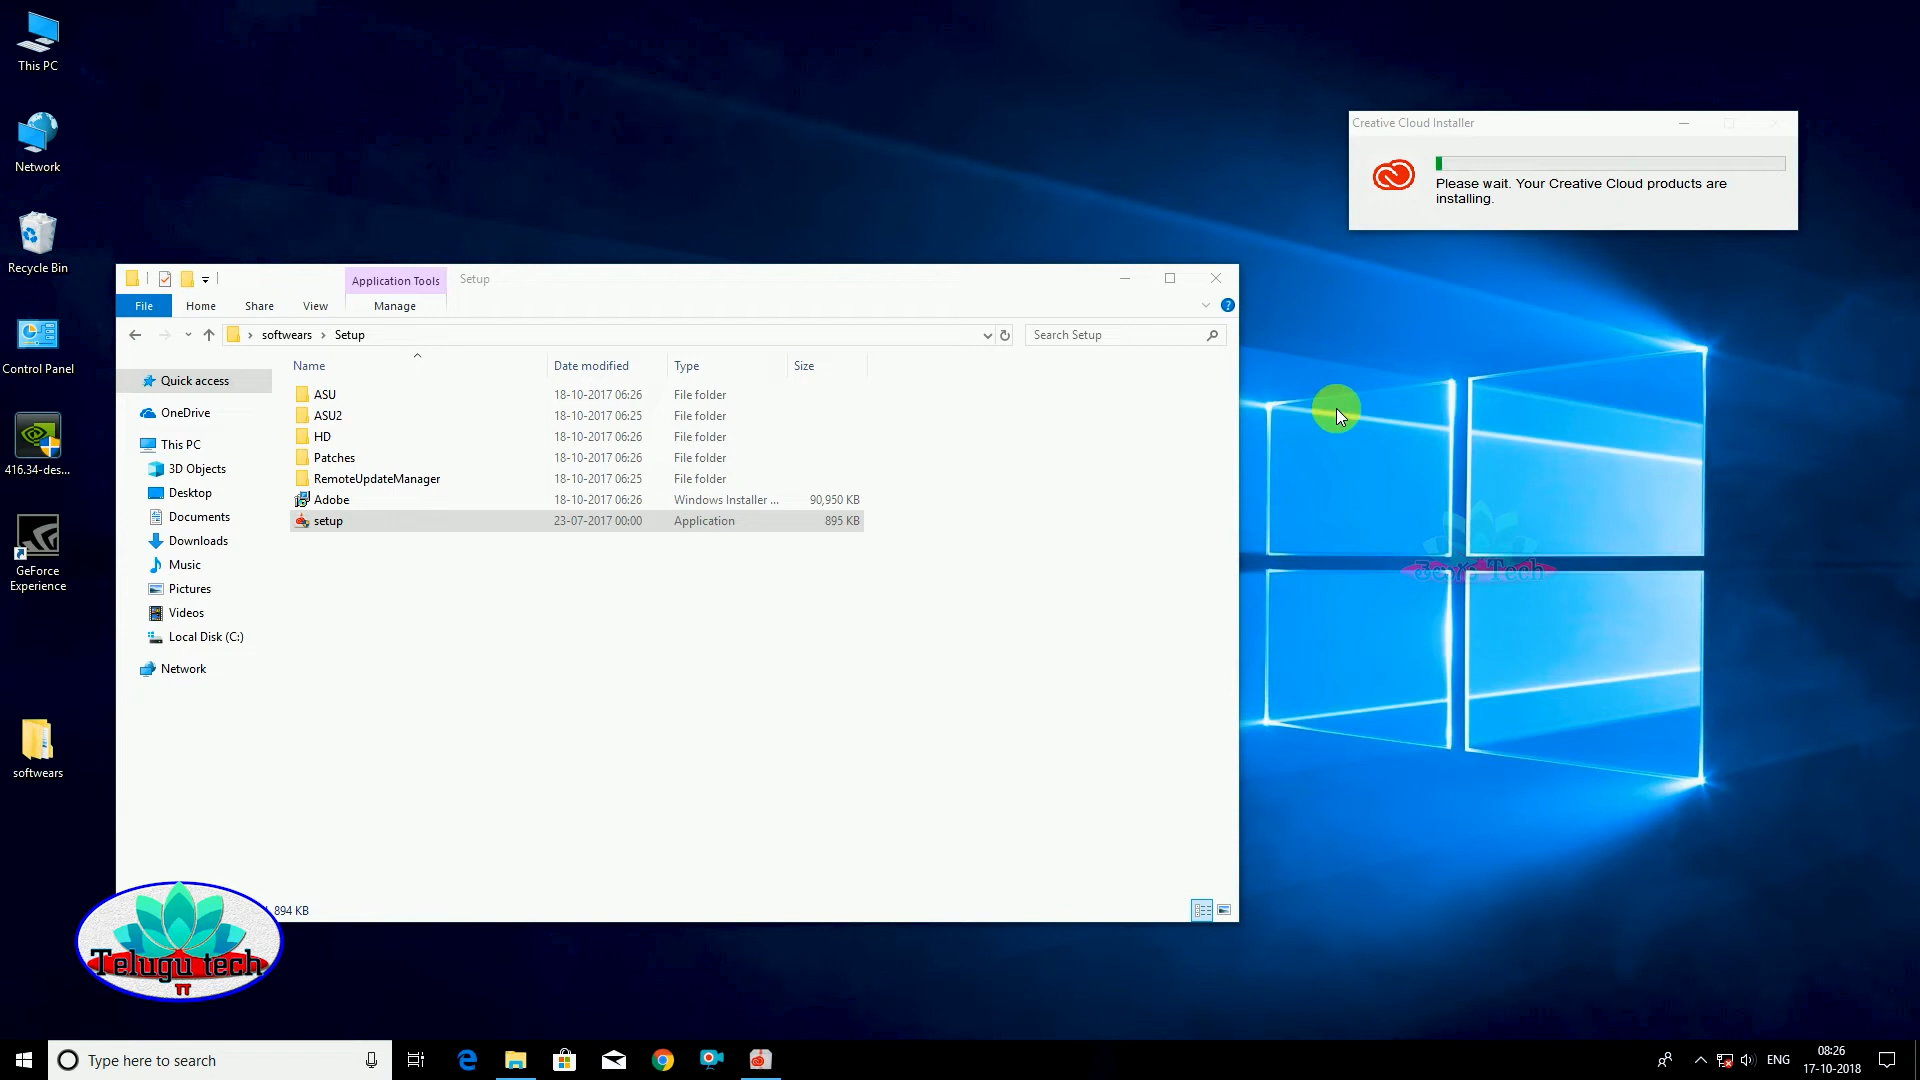 This PC
Network
Recycle Bin
Control Panel
416.34-des...
GeForce
Experience
softwears
Creative Cloud Installer
Please wait. Your Creative Cloud products are
installing.
Application Tools
Setup
File
Home
Share
View
Manage
softwears
Setup
Search Setup
Name
Date modified
Type
Size
Quick access
OneDrive
This PC
3D Objects
Desktop
Documents
Downloads
Music
Pictures
Videos
Local Disk (C:)
Network
ASU 18-10-2017 06:26 File folder
ASU2 18-10-2017 06:25 File folder
HD 18-10-2017 06:26 File folder
Patches 18-10-2017 06:26 File folder
RemoteUpdateManager 18-10-2017 06:25 File folder
Adobe 18-10-2017 06:26 Windows Installer ... 90,950 KB
setup 23-07-2017 00:00 Application 895 KB
894 KB
Telugu tech
TT
Tech
Type here to search
ENG
08:26
17-10-2018